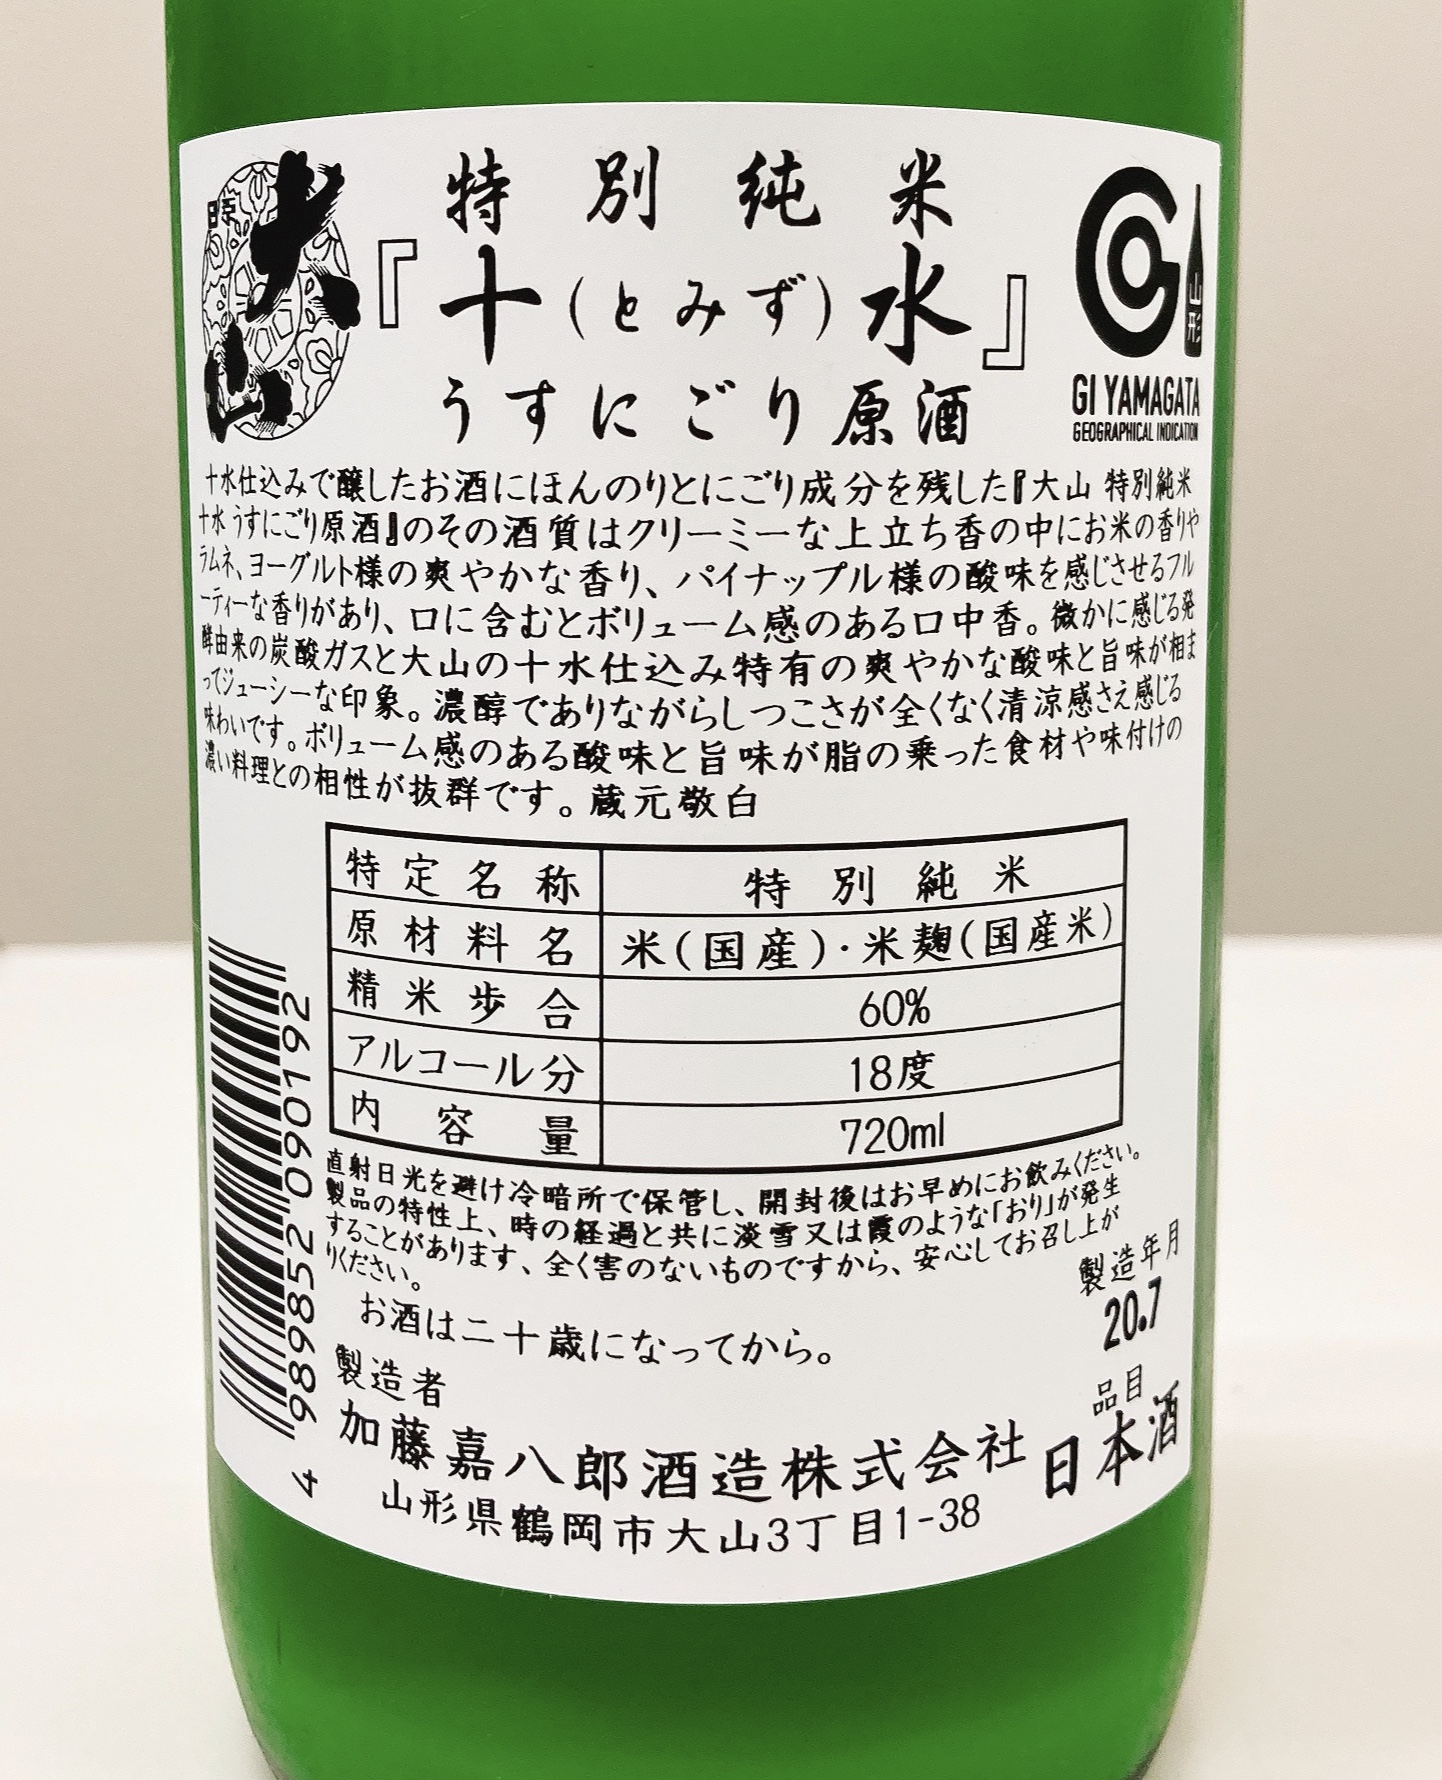 大山
特別純米
『十(とみず)水』
うすにごり原酒
山形
GI YAMAGATA
GEOGRAPHICAL INDICATION
十水仕込みで醸したお酒にほんのりとにごり成分を残した『大山 特別純米
十水 うすにごり原酒』のその酒質はクリーミーな上立ち香の中にお米の香りや
ラムネ、ヨーグルト様の爽やかな香り、パイナップル様の酸味を感じさせるフル
ーティーな香りがあり、口に含むとボリューム感のある口中香。微かに感じる発
酵由来の炭酸ガスと大山の十水仕込み特有の爽やかな酸味と旨味が相ま
ってジューシーな印象。濃醇でありながらしつこさが全くなく清涼感さえ感じる
味わいです。ボリューム感のある酸味と旨味が脂の乗った食材や味付けの
濃い料理との相性が抜群です。蔵元敬白
特定名称 特別純米
原材料名 米(国産)・米麹(国産米)
精米歩合 60%
アルコール分 18度
内容量 720ml
直射日光を避け冷暗所で保管し、開封後はお早めにお飲みください。
製品の特性上、時の経過と共に淡雪又は霞のような「おり」が発生
することがあります、全く害のないものですから、安心してお召し上が
りください。
お酒は二十歳になってから。
製造年月
20.7
製造者
加藤嘉八郎酒造株式会社
山形県鶴岡市大山3丁目1-38
品目
日本酒
4 989852 090192